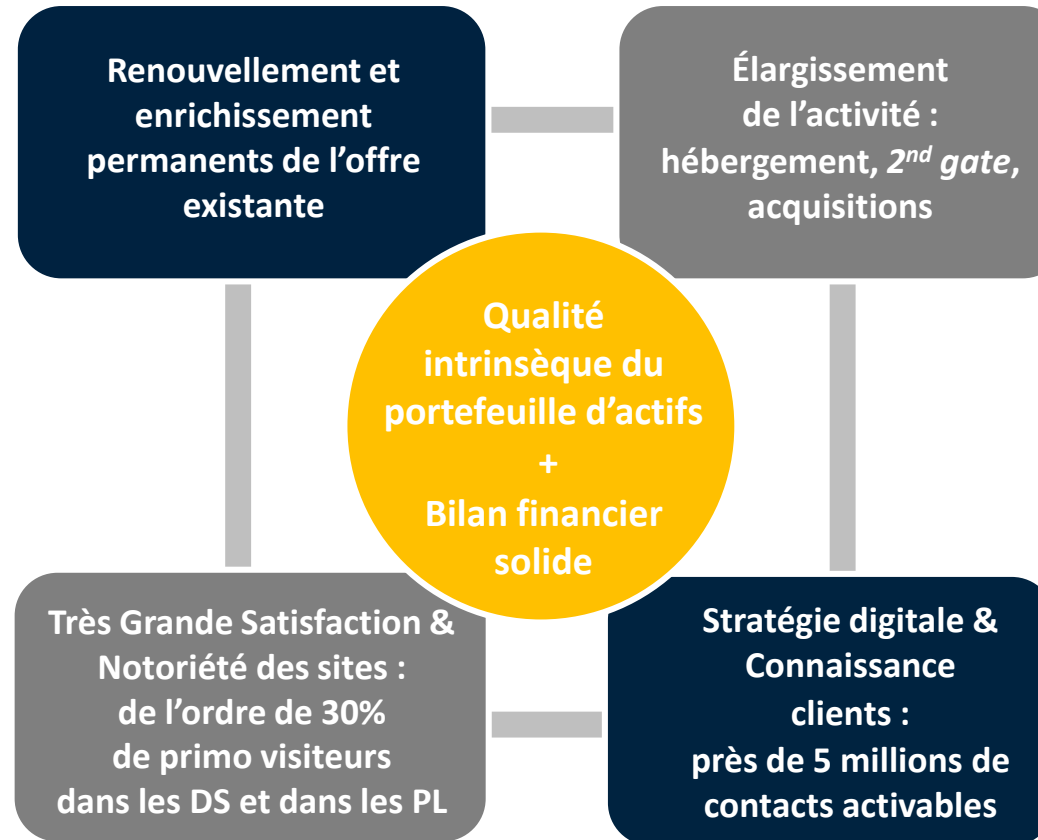 Renouvellement et
enrichissement
permanents de l’offre
existante
Élargissement
de l’activité :
hébergement, 2nd gate,
acquisitions
Qualité
intrinsèque du
portefeuille d’actifs
+
Bilan financier
solide
Très Grande Satisfaction &
Notoriété des sites :
de l’ordre de 30%
de primo visiteurs
dans les DS et dans les PL
Stratégie digitale &
Connaissance
clients :
près de 5 millions de
contacts activables